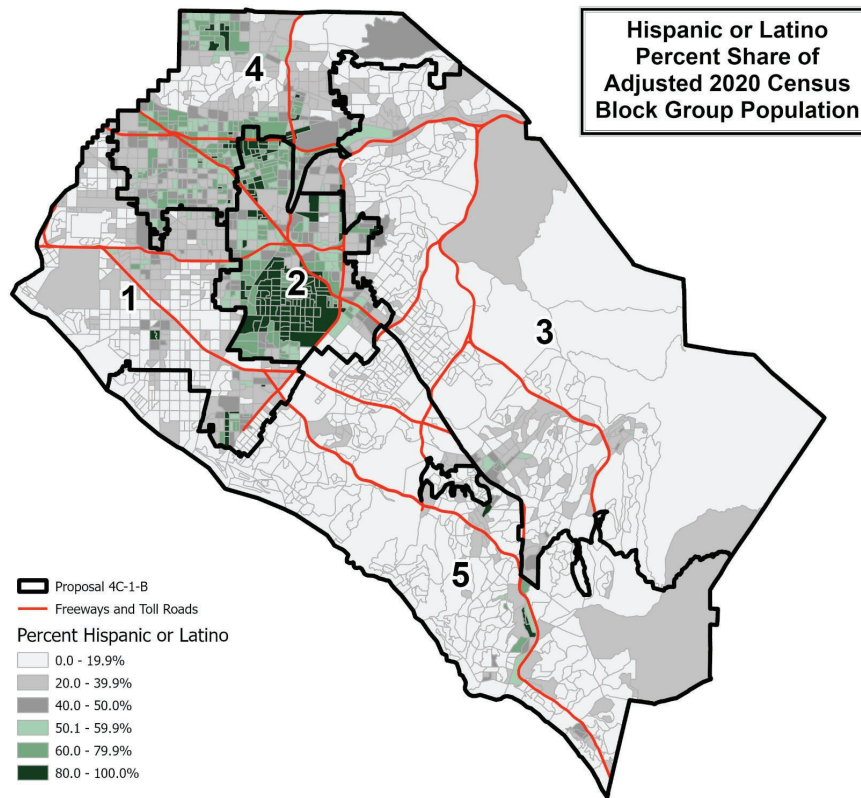 Hispanic or Latino
Percent Share of
Adjusted 2020 Census
Block Group Population
4
2
1
3
5
Proposal 4C-1-B
Freeways and Toll Roads
Percent Hispanic or Latino
0.0 - 19.9%
20.0 - 39.9%
40.0 - 50.0%
50.1 - 59.9%
60.0 - 79.9%
80.0 - 100.0%